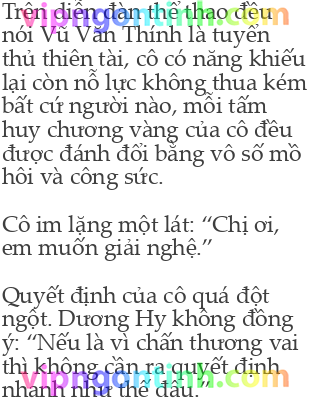 Trên diễn đàn thể thao đều
nói Vũ Vãn Thính là tuyển
thủ thiên tài, cô có năng khiếu
lại còn nỗ lực không thua kém
bất cứ người nào, mỗi tấm
huy chương vàng của cô đều
được đánh đổi bằng vô số mồ
hôi và công sức.
Cô im lặng một lát: “Chị ơi,
em muốn giải nghệ.”
Quyết định của cô quá đột
ngột. Dương Hy không đồng
ý: “Nếu là vì chấn thương vai
thì không cần ra quyết định
nhanh như thế đâu.”
vipngontinh.com
vipngontinh.com